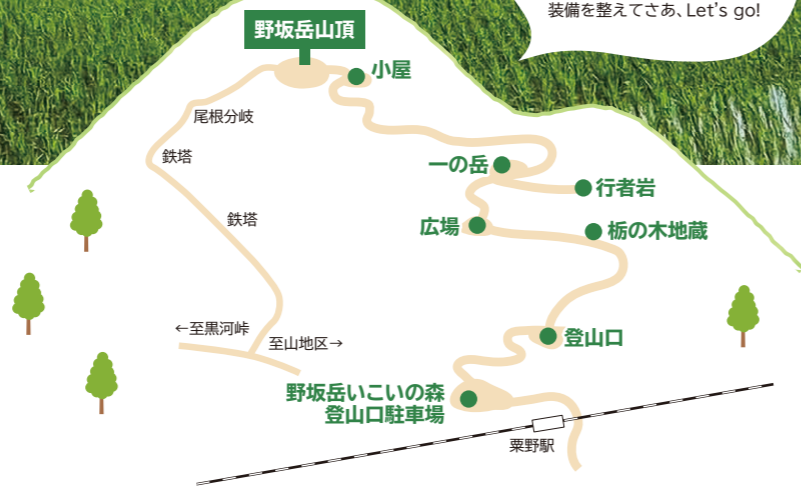 装備を整えてさあ、Let's go!
野坂岳山頂
小屋
尾根分岐
鉄塔
一の岳
行者岩
鉄塔
広場
栃の木地蔵
←至黒河峠
至山地区→
登山口
野坂岳いこいの森
登山口駐車場
粟野駅